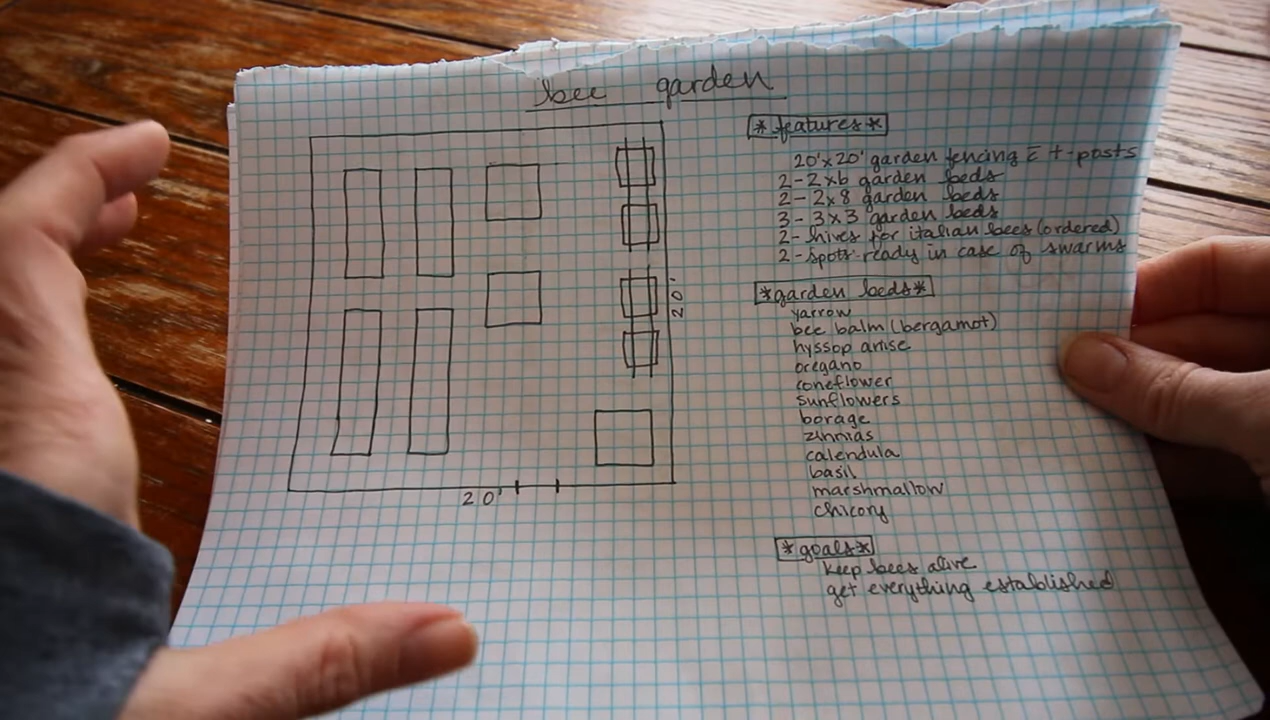 bee garden
*features*
20'x20' garden fencing c̄ t-posts
2-2x6 garden beds
2-2x8 garden beds
3-3x3 garden beds
2-hives for italian bees (ordered)
2-spots ready in case of swarms
*garden beds*
yarrow
bee balm (bergamot)
hyssop anise
oregano
coneflower
sunflowers
borage
zinnias
calendula
basil
marshmallow
chicory
*goals*
keep bees alive
get everything established
20'
20'